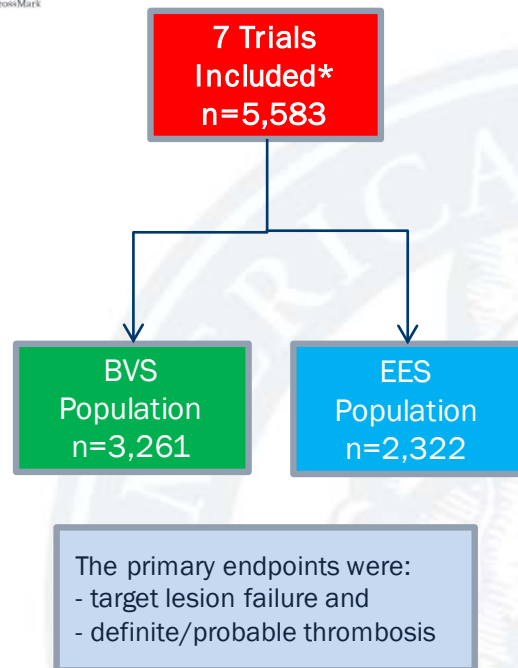 CrossMark
7 Trials
Included*
n=5,583
BVS
Population
n=3,261
EES
Population
n=2,322
The primary endpoints were:
- target lesion failure and
- definite/probable thrombosis